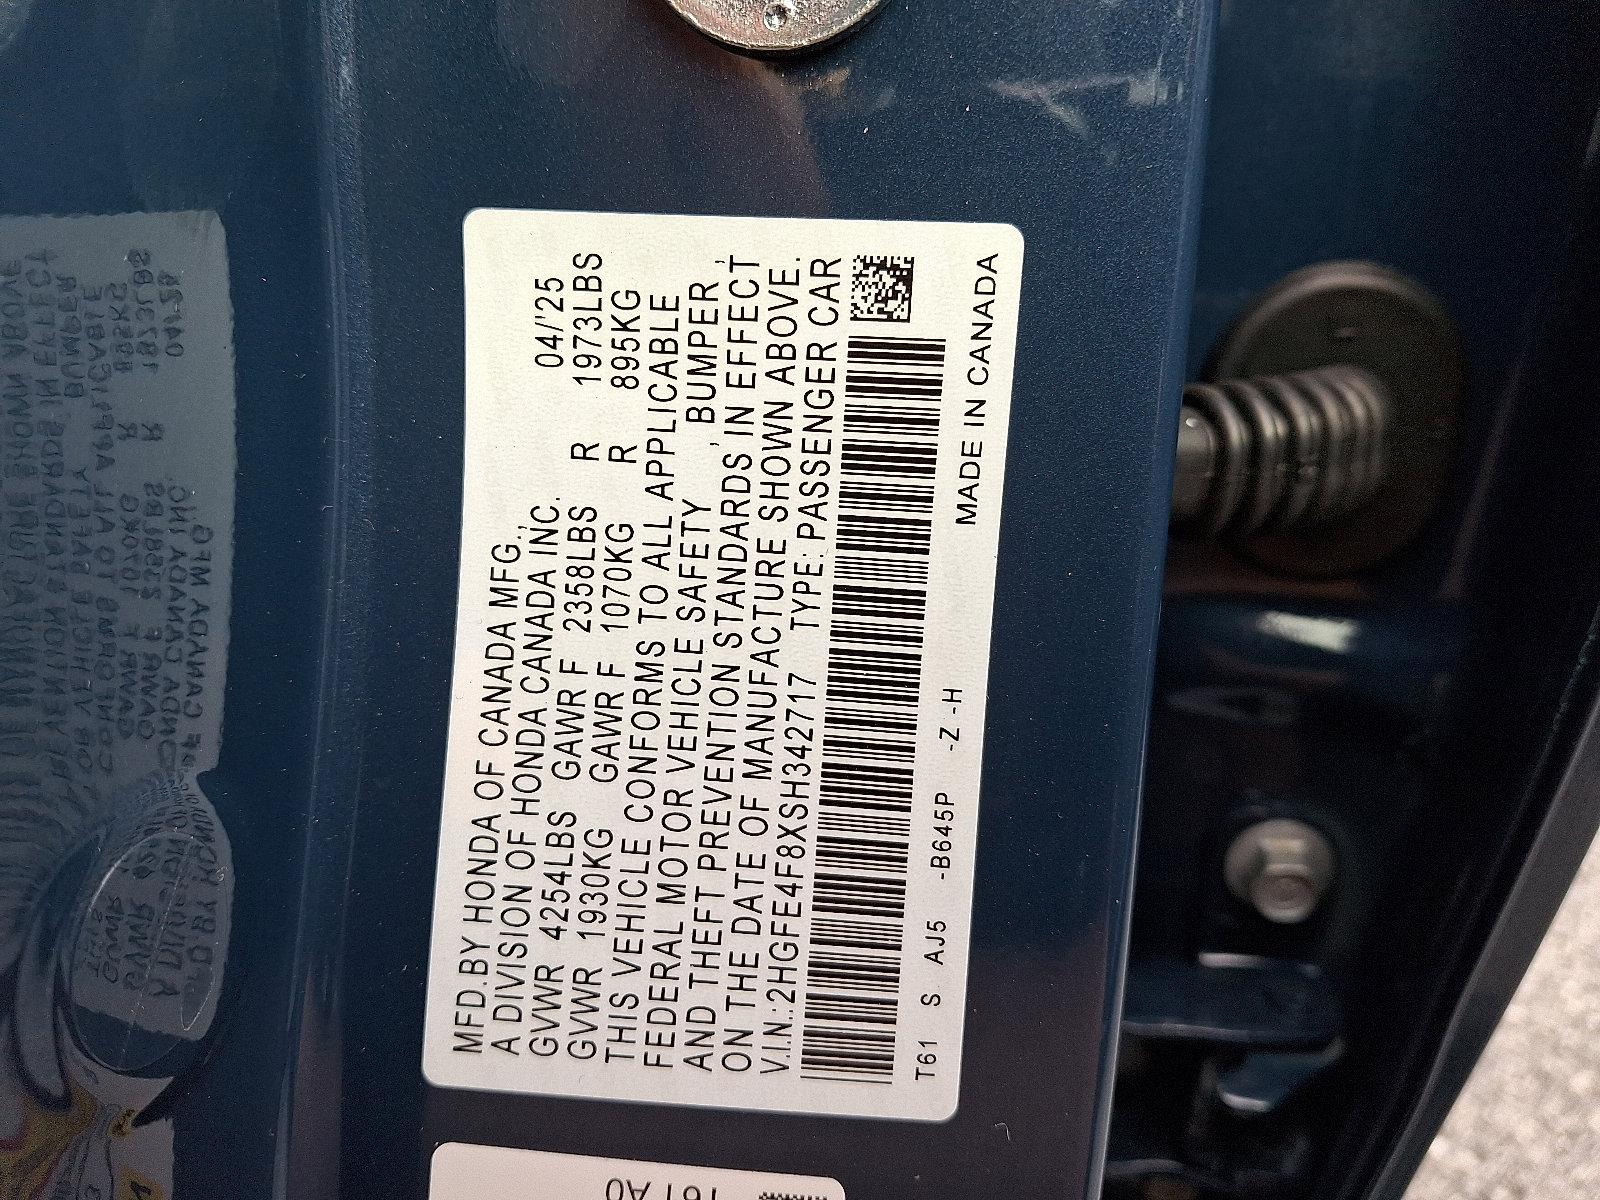 MFD.BY HONDA OF CANADA MFG.,
A DIVISION OF HONDA CANADA INC. 04/'25
GVWR 4254LBS GAWR F 2358LBS R 1973LBS
GVWR 1930KG GAWR F 1070KG R 895KG
THIS VEHICLE CONFORMS TO ALL APPLICABLE
FEDERAL MOTOR VEHICLE SAFETY , BUMPER ,
AND THEFT PREVENTION STANDARDS IN EFFECT
ON THE DATE OF MANUFACTURE SHOWN ABOVE.
V.I.N.:2HGFE4F8XSH342717 TYPE: PASSENGER CAR
T61 S AJ5 -B645P -Z -H MADE IN CANADA